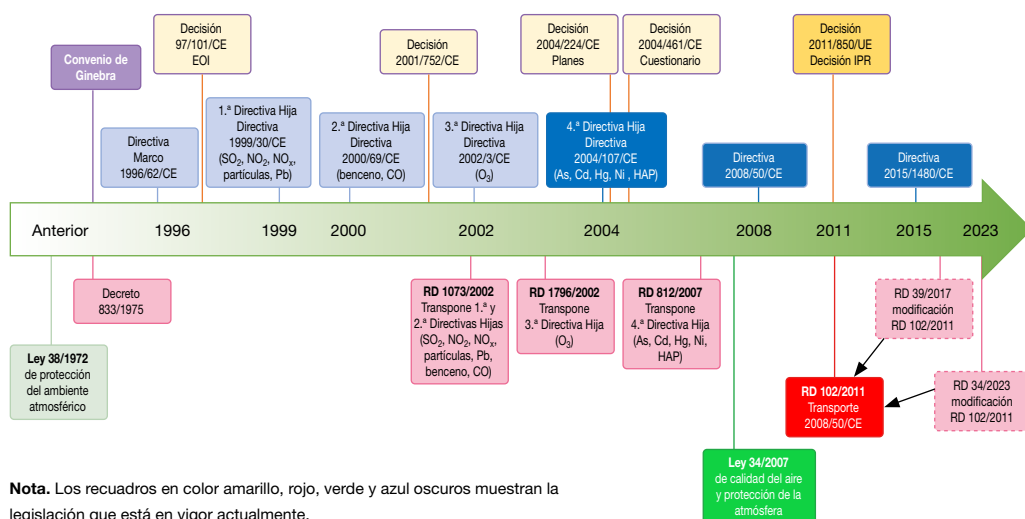 Convenio de
Ginebra
Decisión
97/101/CE
EOI
Decisión
2001/752/CE
Decisión
2004/224/CE
Planes
Decisión
2004/461/CE
Cuestionario
Decisión
2011/850/UE
Decisión IPR
Directiva
Marco
1996/62/CE
1.ª Directiva Hija
Directiva
1999/30/CE
(SO₂, NO₂, NOₓ,
partículas, Pb)
2.ª Directiva Hija
Directiva
2000/69/CE
(benceno, CO)
3.ª Directiva Hija
Directiva
2002/3/CE
(O₃)
4.ª Directiva Hija
Directiva
2004/107/CE
(As, Cd, Hg, Ni , HAP)
Directiva
2008/50/CE
Directiva
2015/1480/CE
Anterior 1996 1999 2000 2002 2004 2008 2011 2015 2023
Decreto
833/1975
Ley 38/1972
de protección
del ambiente
atmosférico
RD 1073/2002
Transpone 1.ª y
2.ª Directivas Hijas
(SO₂, NO₂, NOₓ,
partículas, Pb,
benceno, CO)
RD 1796/2002
Transpone
3.ª Directiva Hija
(O₃)
RD 812/2007
Transpone
4.ª Directiva Hija
(As, Cd, Hg, Ni,
HAP)
RD 39/2017
modificación
RD 102/2011
RD 102/2011
Transporte
2008/50/CE
RD 34/2023
modificación
RD 102/2011
Ley 34/2007
de calidad del aire
y protección de la
atmósfera
Nota. Los recuadros en color amarillo, rojo, verde y azul oscuros muestran la
legislación que está en vigor actualmente.